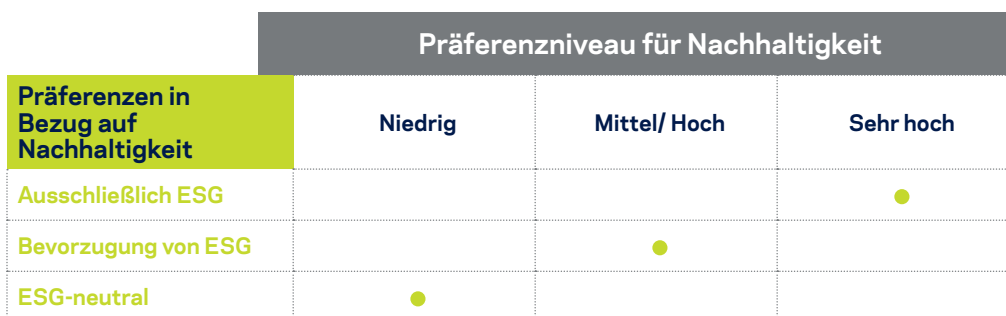 Präferenzniveau für Nachhaltigkeit
Präferenzen in
Bezug auf
Nachhaltigkeit
Niedrig
Mittel/ Hoch
Sehr hoch
Ausschließlich ESG
Bevorzugung von ESG
ESG-neutral